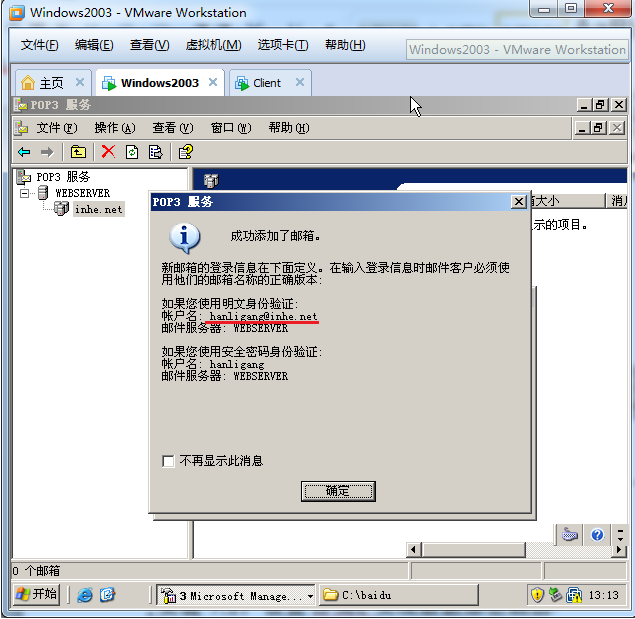 Windows2003 - VMware Workstation
文件(F) 编辑(E) 查看(V) 虚拟机(M) 选项卡(T) 帮助(H)
Windows2003 - VMware Workstation
主页 Windows2003 Client
POP3 服务
文件(F) 操作(A) 查看(V) 窗口(W) 帮助(H)
POP3 服务
WEBSERVER
inhe.net
箱大小 消息
示的项目。
POP3 服务
成功添加了邮箱。
新邮箱的登录信息在下面定义。在输入登录信息时邮件客户必须使
用他们的邮箱名称的正确版本:
如果您使用明文身份验证:
帐户名: hanligang@inhe.net
邮件服务器: WEBSERVER
如果您使用安全密码身份验证:
帐户名: hanligang
邮件服务器: WEBSERVER
不再显示此消息
确定
0 个邮箱
开始 3 Microsoft Manage... C:\baidu 13:13